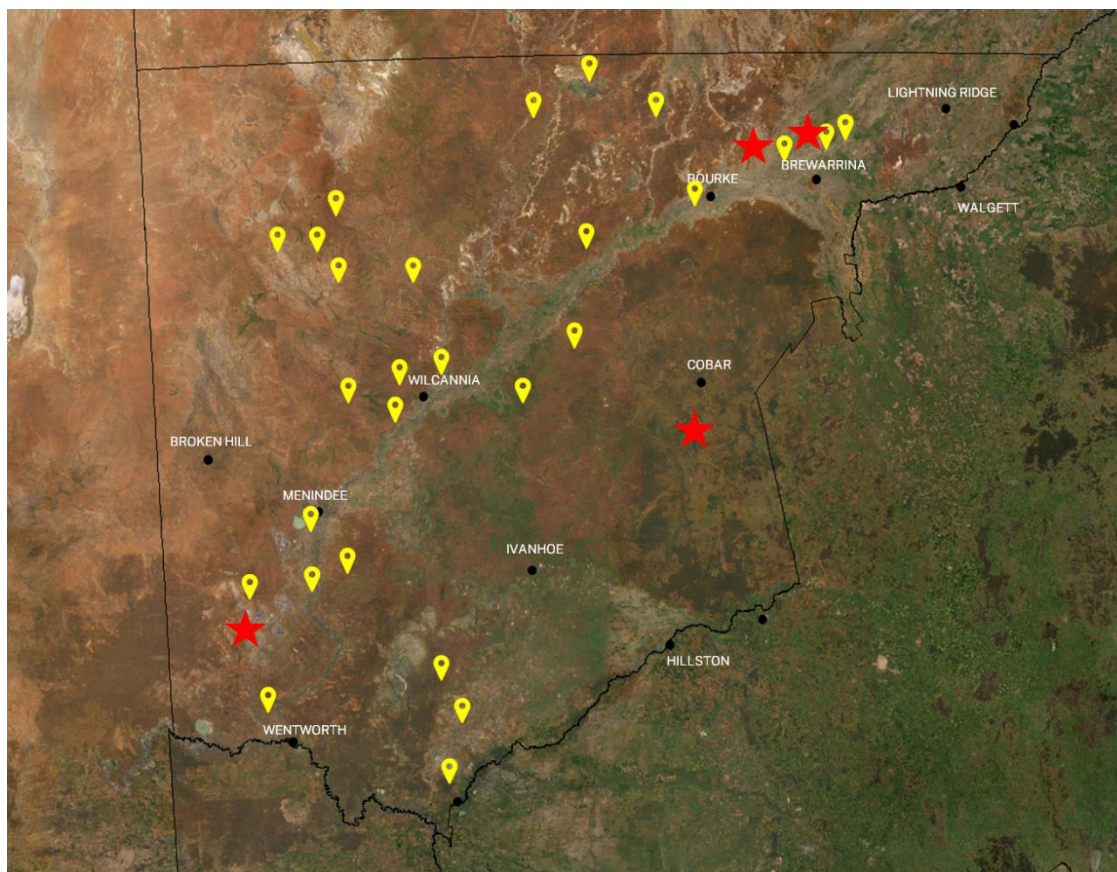 LIGHTNING RIDGE
BREWARRINA
BOURKE
WALGETT
COBAR
WILCANNIA
BROKEN HILL
MENINDEE
IVANHOE
HILLSTON
WENTWORTH